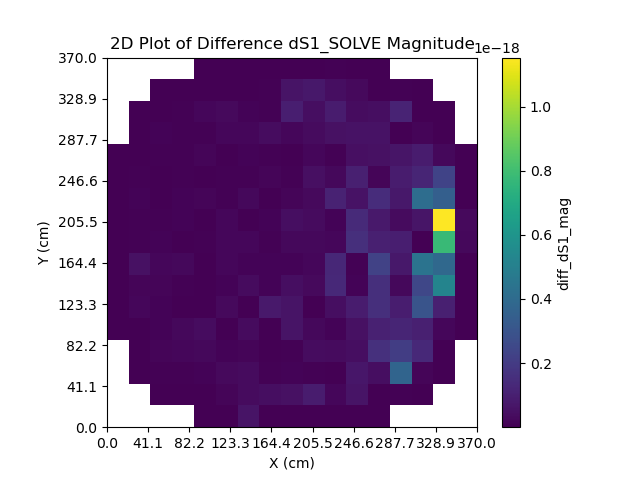 2D Plot of Difference dS1_SOLVE Magnitude
1e−18
370.0
328.9
287.7
246.6
205.5
164.4
123.3
82.2
41.1
0.0
Y (cm)
0.0 41.1 82.2 123.3 164.4 205.5 246.6 287.7 328.9 370.0
X (cm)
1.0
0.8
0.6
0.4
0.2
diff_dS1_mag